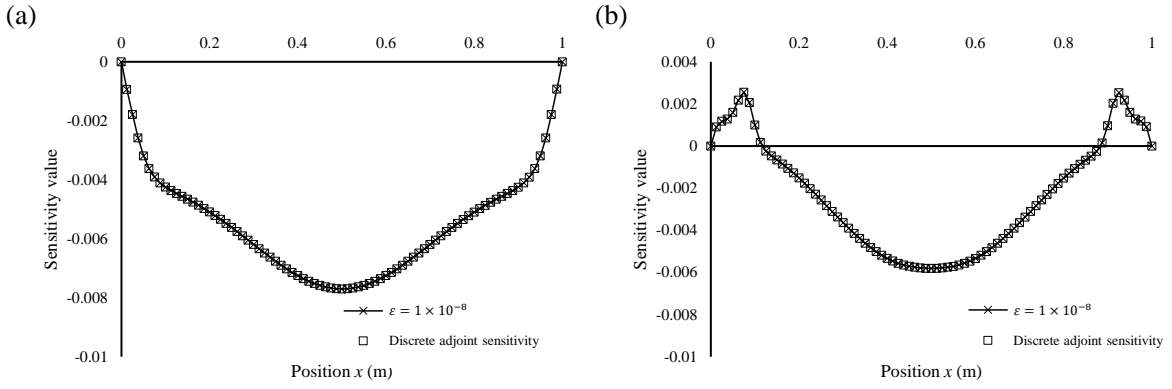 (a)
0 0.2 0.4 0.6 0.8 1
0
-0.002
-0.004
-0.006
-0.008
-0.01
Sensitivity value
ε = 1 × 10⁻⁸
Discrete adjoint sensitivity
Position x (m)
(b)
0 0.2 0.4 0.6 0.8 1
0.004
0.002
0
-0.002
-0.004
-0.006
-0.008
-0.01
Sensitivity value
ε = 1 × 10⁻⁸
Discrete adjoint sensitivity
Position x (m)